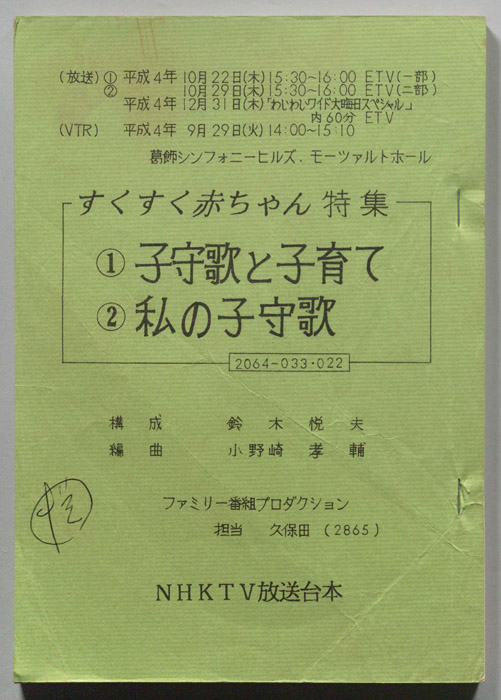 (放送) ① 平成4年 10月22日(木)15:30~16:00 ETV(一部)
② 10月29日(木)15:30~16:00 ETV(二部)
平成4年 12月31日(木)「わいわいワイド大晦日スペシャル」
内60分 ETV
(VTR) 平成4年 9月29日(火)14:00~15:10
葛飾シンフォニーヒルズ.モーツァルトホール
すくすく赤ちゃん 特集
① 子守歌と子育て
② 私の子守歌
2064-033・022
構成 鈴木悦夫
編曲 小野崎孝輔
ファミリー番組プロダクション
担当 久保田 (2865)
NHKTV放送台本